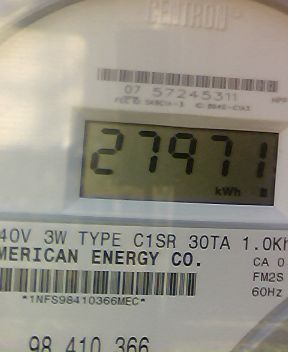 CENTRON®
07 57245311
27971
kWh
40V 3W TYPE C1SR 30TA 1.0Kh
MERICAN ENERGY CO.
CA 0
FM2S
60Hz
*1NFS98410366MEC*
98 410 366